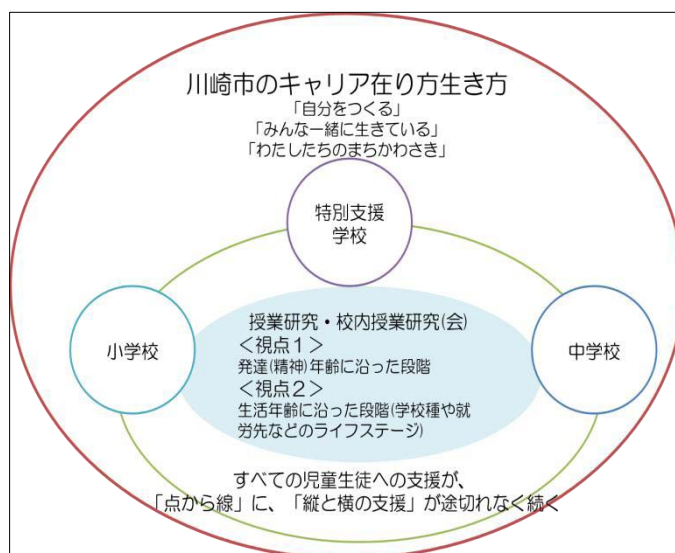 川崎市のキャリア在り方生き方
「自分をつくる」
「みんな一緒に生きている」
「わたしたちのまちかわさき」
特別支援
学校
小学校
授業研究・校内授業研究(会)
＜視点１＞
発達(精神)年齢に沿った段階
＜視点２＞
生活年齢に沿った段階(学校種や就
労先などのライフステージ)
中学校
すべての児童生徒への支援が、
「点から線」に、「縦と横の支援」が途切れなく続く